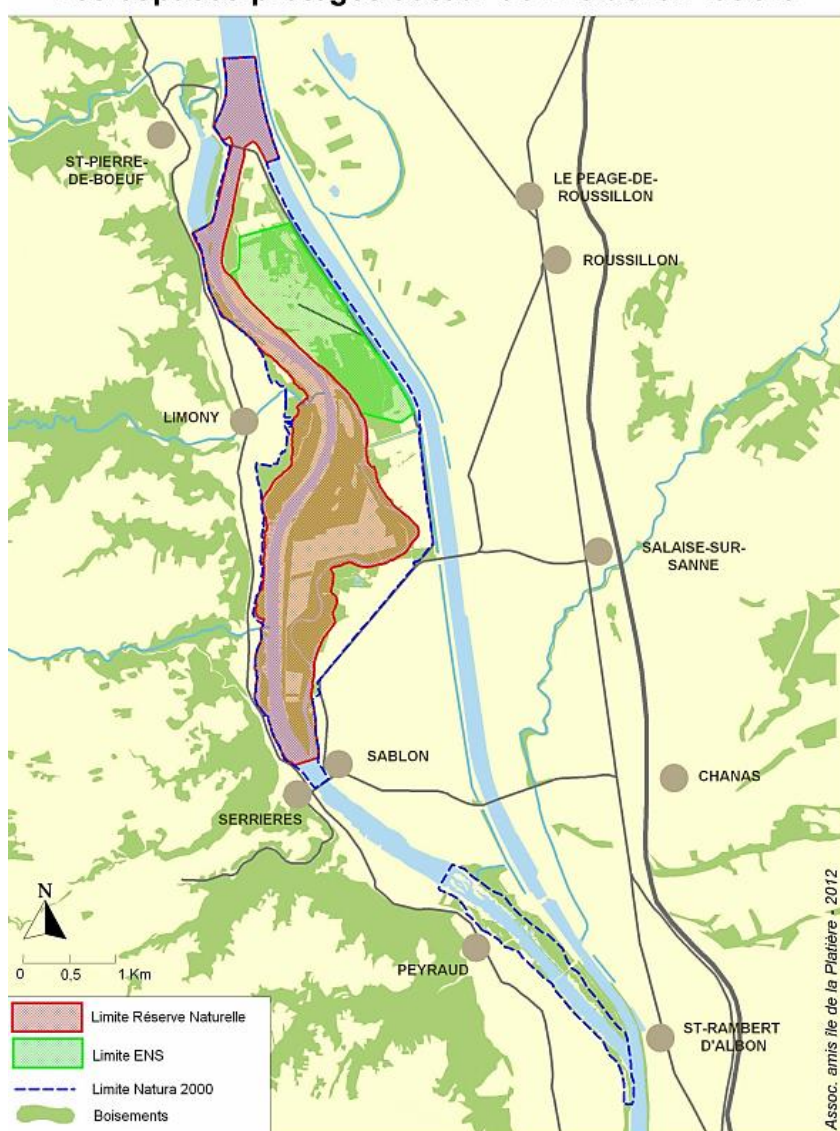 ST-PIERRE-
DE-BOEUF
LE PEAGE-DE-
ROUSSILLON
ROUSSILLON
LIMONY
SALAISE-SUR-
SANNE
SABLON
CHANAS
SERRIERES
N
0 0,5 1 Km
PEYRAUD
ST-RAMBERT
D'ALBON
Limite Réserve Naturelle
Limite ENS
Limite Natura 2000
Boisements
Assoc. amis île de la Platière - 2012